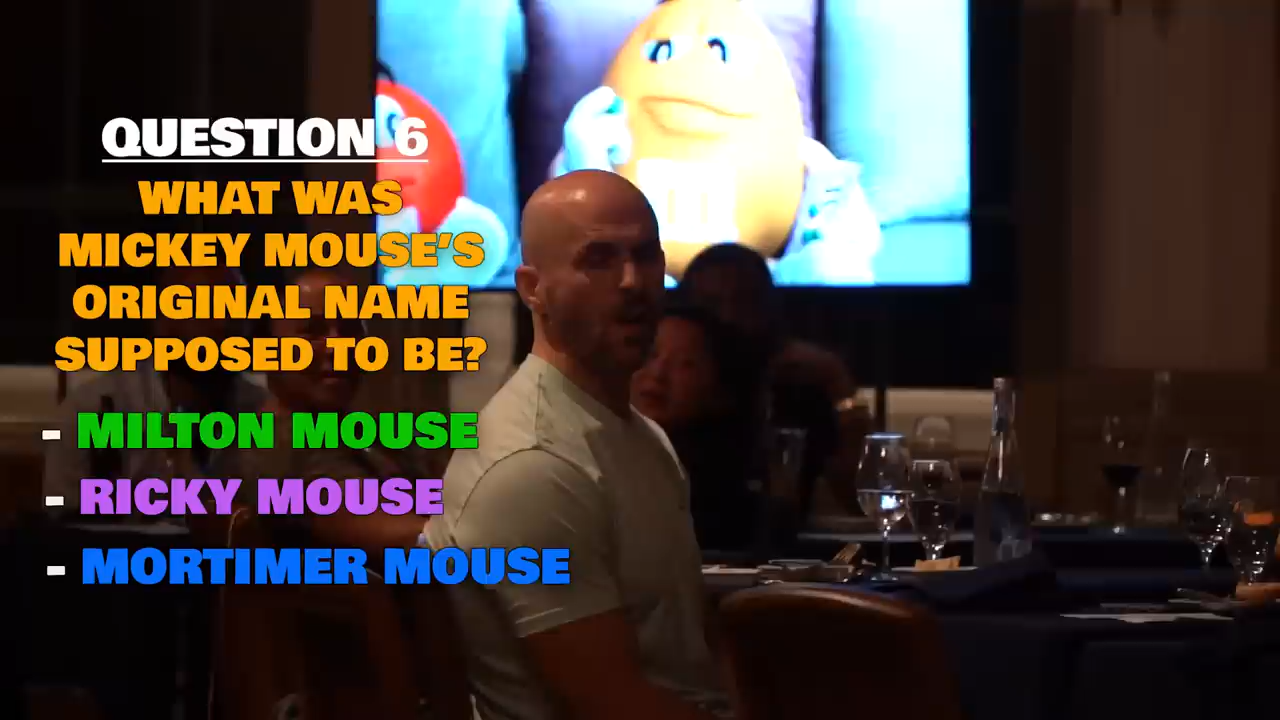 QUESTION 6
WHAT WAS
MICKEY MOUSE'S
ORIGINAL NAME
SUPPOSED TO BE?
- MILTON MOUSE
- RICKY MOUSE
- MORTIMER MOUSE